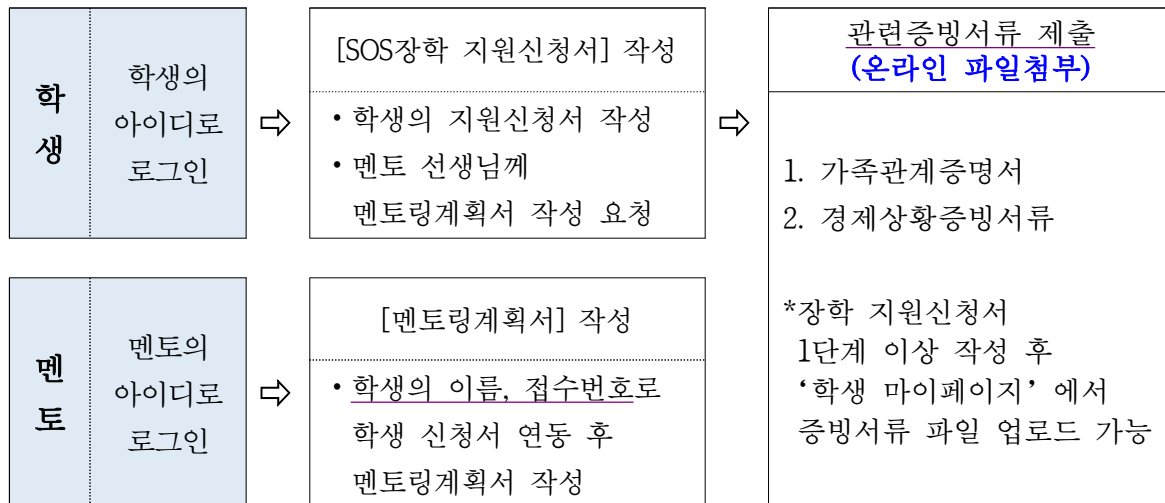 학
생
학생의
아이디로
로그인
⇨
[SOS장학 지원신청서] 작성
• 학생의 지원신청서 작성
• 멘토 선생님께
멘토링계획서 작성 요청
⇨
멘
토
멘토의
아이디로
로그인
⇨
[멘토링계획서] 작성
• 학생의 이름, 접수번호로
학생 신청서 연동 후
멘토링계획서 작성
관련증빙서류 제출
(온라인 파일첨부)
1. 가족관계증명서
2. 경제상황증빙서류
*장학 지원신청서
1단계 이상 작성 후
‘학생 마이페이지’에서
증빙서류 파일 업로드 가능